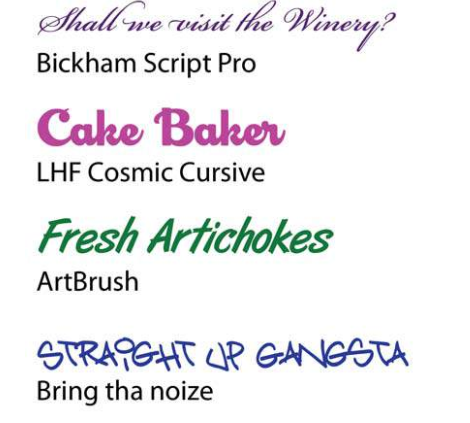 Shall we visit the Winery?
Bickham Script Pro
Cake Baker
LHF Cosmic Cursive
Fresh Artichokes
ArtBrush
STRAIGHT UP GANGSTA
Bring tha noize